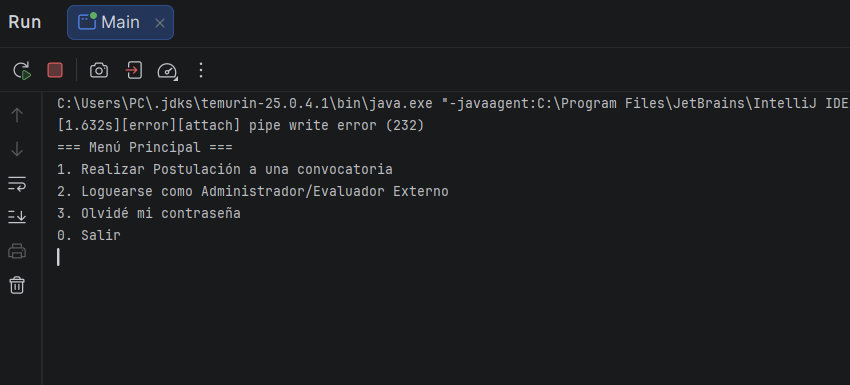 Run Main
C:\Users\PC\.jdks\temurin-25.0.4.1\bin\java.exe "-javaagent:C:\Program Files\JetBrains\IntelliJ IDE
[1.632s][error][attach] pipe write error (232)
=== Menú Principal ===
1. Realizar Postulación a una convocatoria
2. Loguearse como Administrador/Evaluador Externo
3. Olvidé mi contraseña
0. Salir